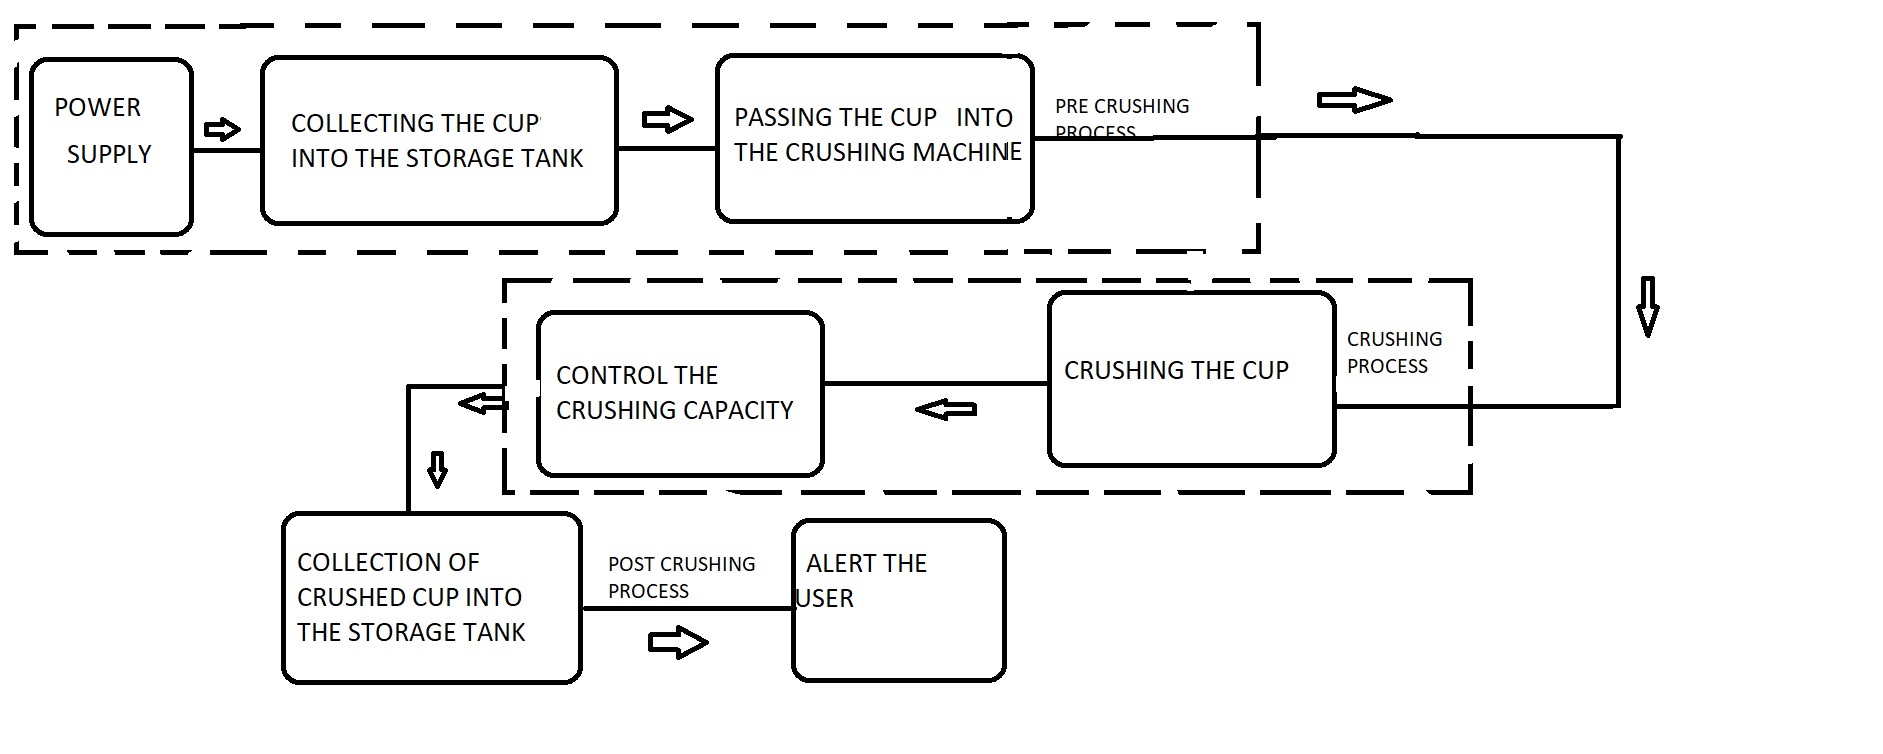 POWER
SUPPLY
COLLECTING THE CUP
INTO THE STORAGE TANK
PASSING THE CUP INTO
THE CRUSHING MACHINE
PRE CRUSHING
PROCESS
CONTROL THE
CRUSHING CAPACITY
CRUSHING THE CUP
CRUSHING
PROCESS
COLLECTION OF
CRUSHED CUP INTO
THE STORAGE TANK
POST CRUSHING
PROCESS
ALERT THE
USER